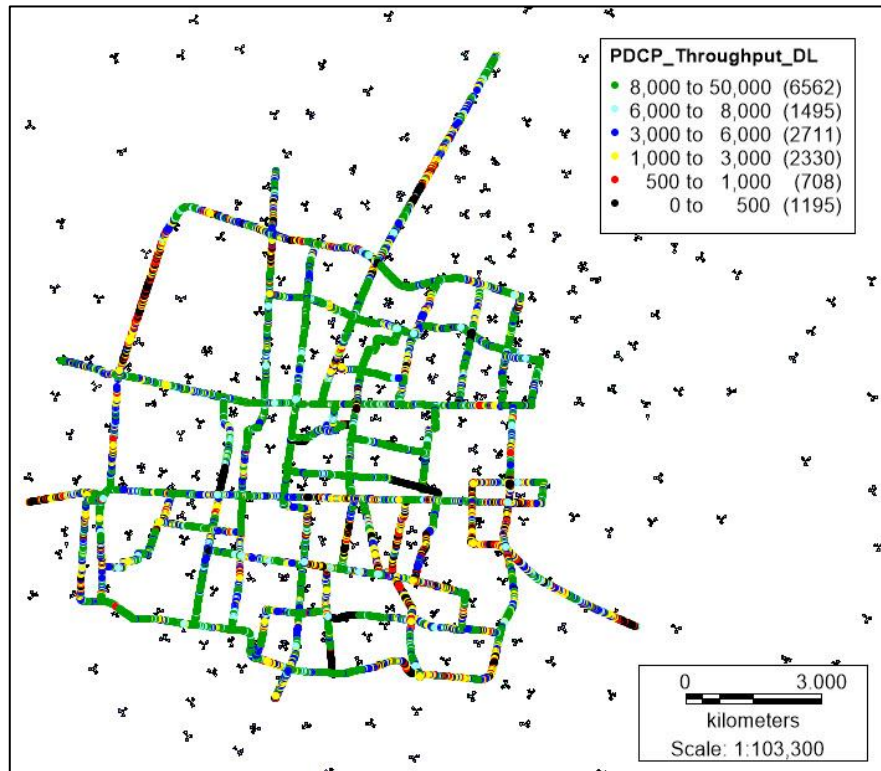 PDCP_Throughput_DL
8,000 to 50,000 (6562)
6,000 to 8,000 (1495)
3,000 to 6,000 (2711)
1,000 to 3,000 (2330)
500 to 1,000 (708)
0 to 500 (1195)
0 3.000
kilometers
Scale: 1:103,300